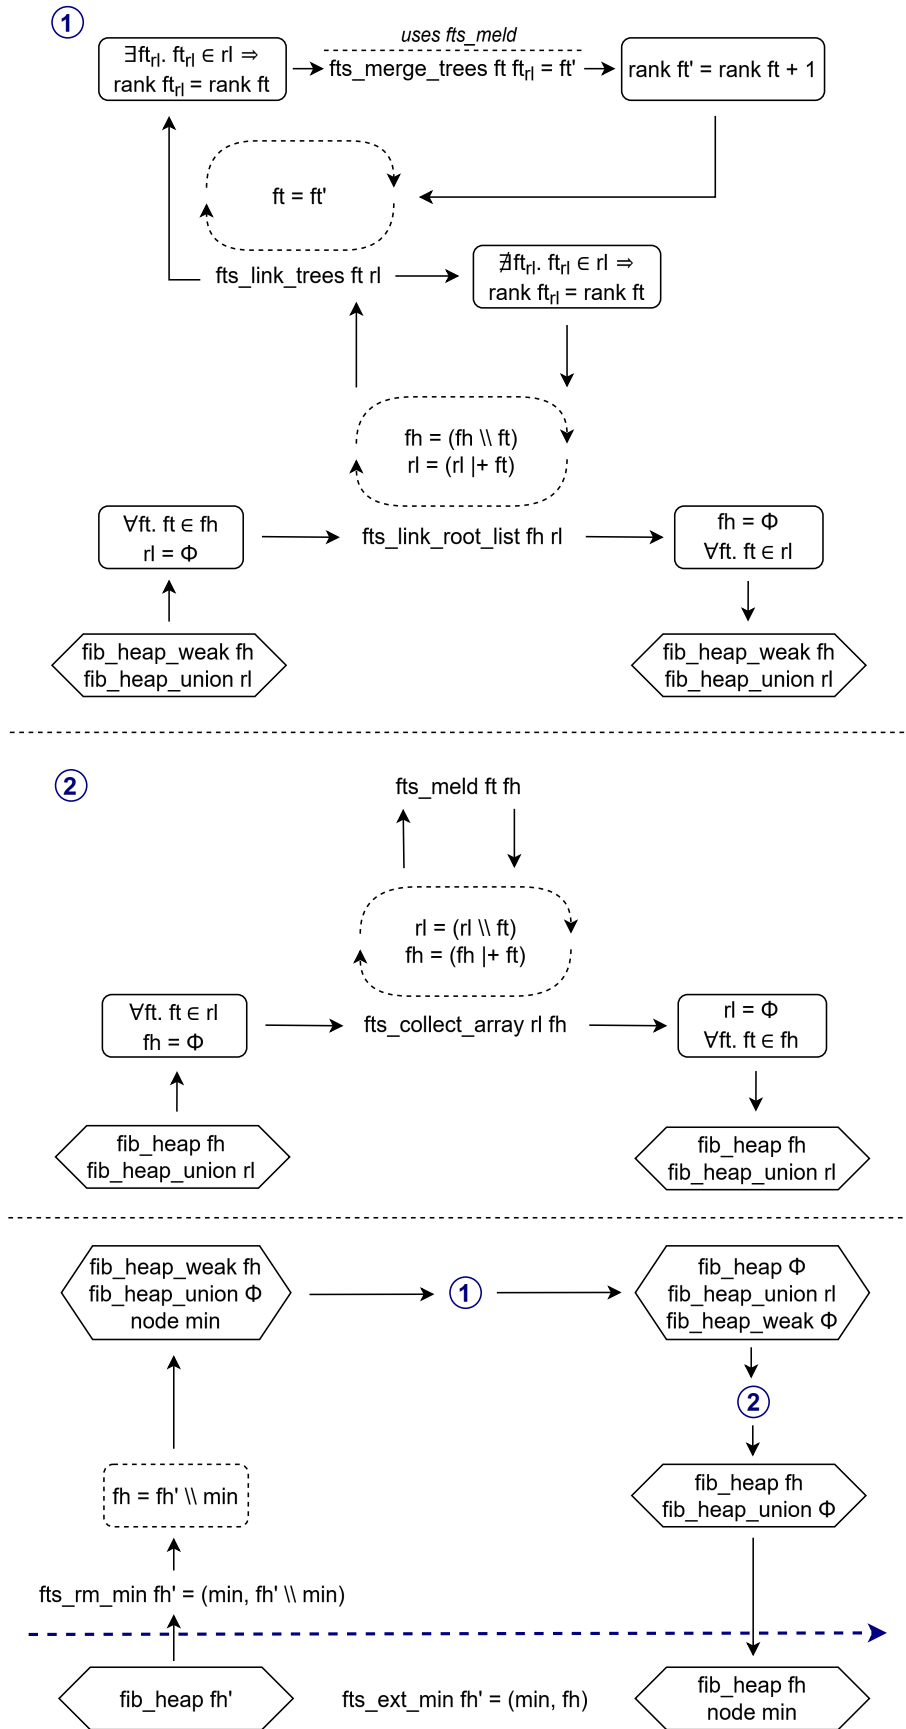 1
uses fts_meld
∃ft_rl. ft_rl ∈ rl ⇒
rank ft_rl = rank ft
fts_merge_trees ft ft_rl = ft'
rank ft' = rank ft + 1
ft = ft'
fts_link_trees ft rl
∄ft_rl. ft_rl ∈ rl ⇒
rank ft_rl = rank ft
fh = (fh \\ ft)
rl = (rl |+ ft)
∀ft. ft ∈ fh
rl = Φ
fts_link_root_list fh rl
fh = Φ
∀ft. ft ∈ rl
fib_heap_weak fh
fib_heap_union rl
fib_heap_weak fh
fib_heap_union rl
2
fts_meld ft fh
rl = (rl \\ ft)
fh = (fh |+ ft)
∀ft. ft ∈ rl
fh = Φ
fts_collect_array rl fh
rl = Φ
∀ft. ft ∈ fh
fib_heap fh
fib_heap_union rl
fib_heap fh
fib_heap_union rl
fib_heap_weak fh
fib_heap_union Φ
node min
1
fib_heap Φ
fib_heap_union rl
fib_heap_weak Φ
2
fh = fh' \\ min
fib_heap fh
fib_heap_union Φ
fts_rm_min fh' = (min, fh' \\ min)
fib_heap fh'
fts_ext_min fh' = (min, fh)
fib_heap fh
node min